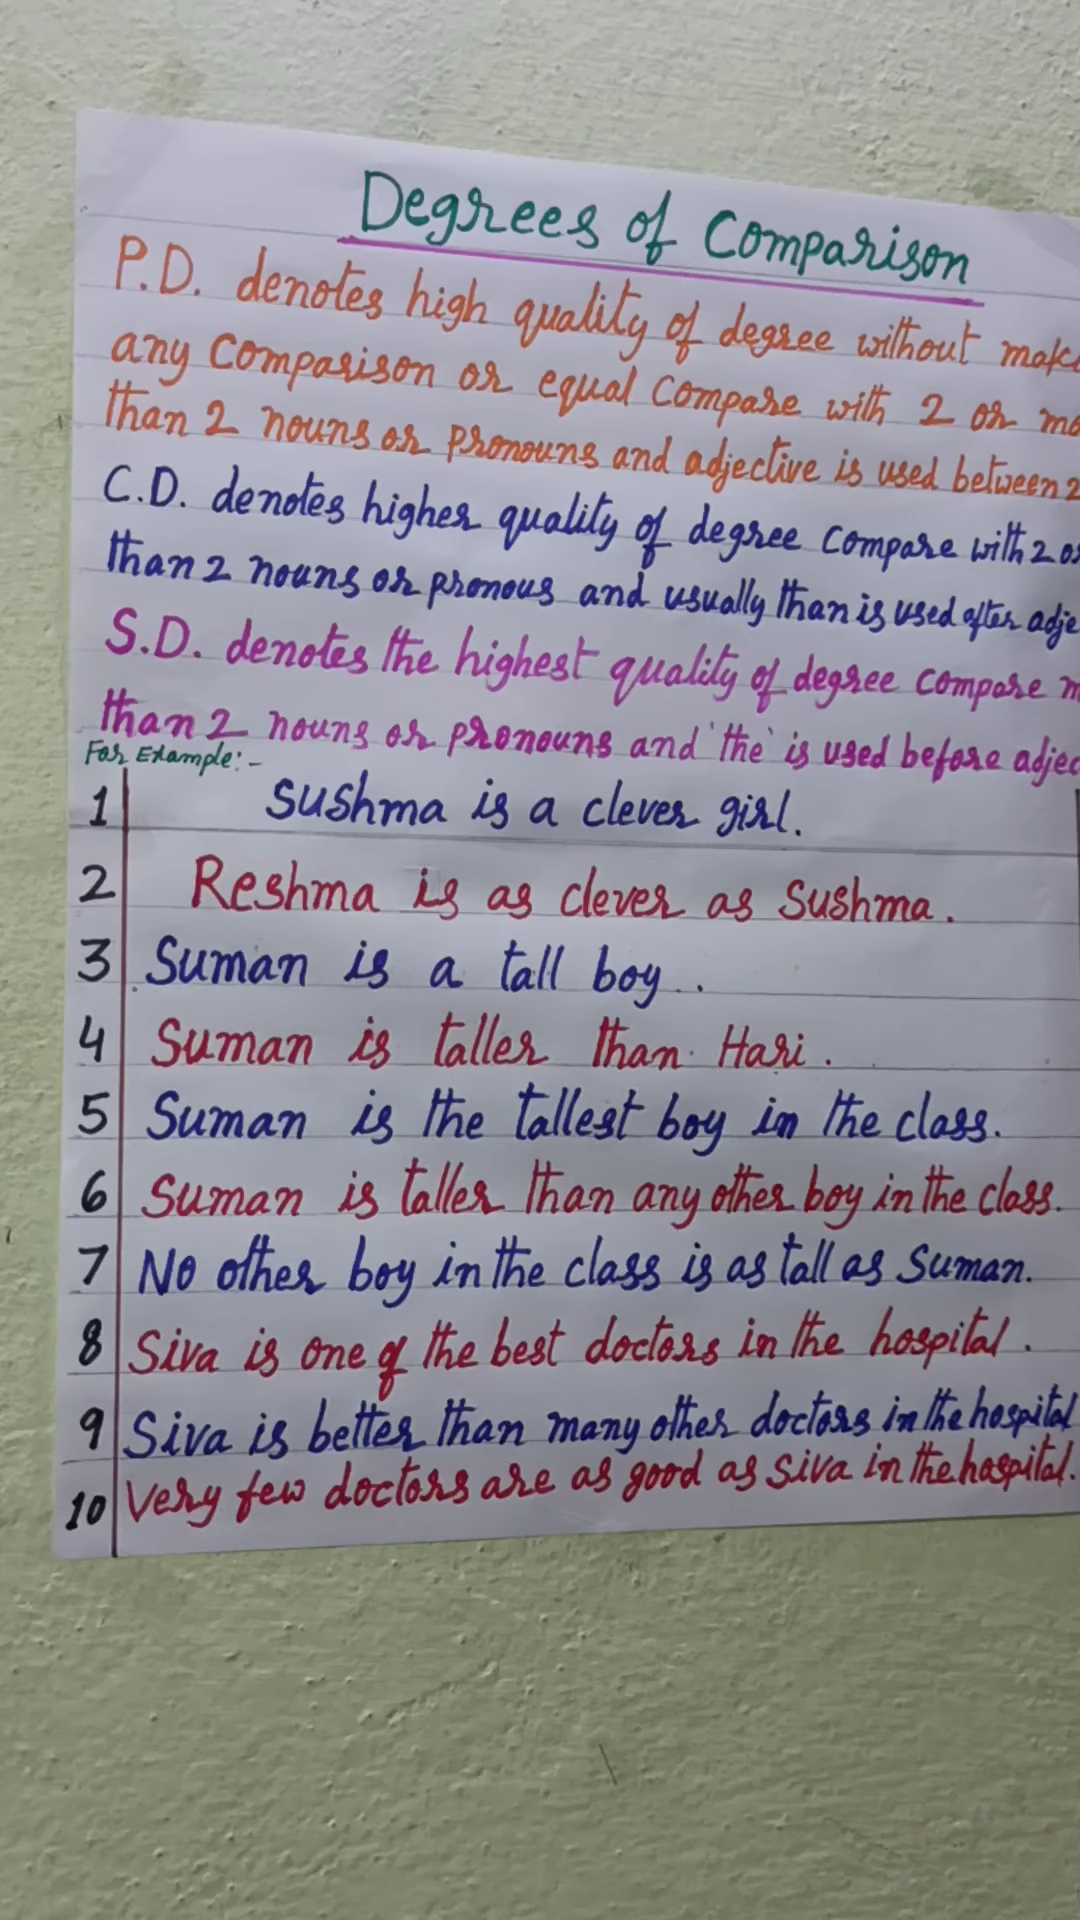 Degrees of Comparison
P.D. denotes high quality of degree without
any Comparison or equal Compare with 2 or
than 2 nouns or pronouns and adjective is used between 2
C.D. denotes higher quality of degree Compare with 2
than 2 nouns or pronous and usually than is used after
S.D. denotes the highest quality of degree compare
than 2 nouns or pronouns and 'the' is used before
For Example:-
1 Sushma is a clever girl.
2 Reshma is as clever as Sushma.
3 Suman is a tall boy..
4 Suman is taller than Hari.
5 Suman is the tallest boy in the class.
6 Suman is taller than any other boy in the class.
7 No other boy in the class is as tall as Suman.
8 Siva is one of the best doctors in the hospital.
9 Siva is better than many other doctors in the hospital
10 Very few doctors are as good as Siva in the hospital.